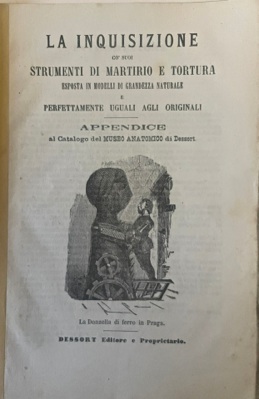 LA INQUISIZIONE
STRUMENTI DI MARTIRIO E TORTURA
ESPOSTA IN MODELLI DI GRANDEZZA NATURALE
E
PERFETTAMENTE UGUALI AGLI ORIGINALI
APPENDICE
al Catalogo del MUSEO ANATOMICO di Dessort.
La Donzella di ferro in Praga.
DESSORT Editore e Proprietario.